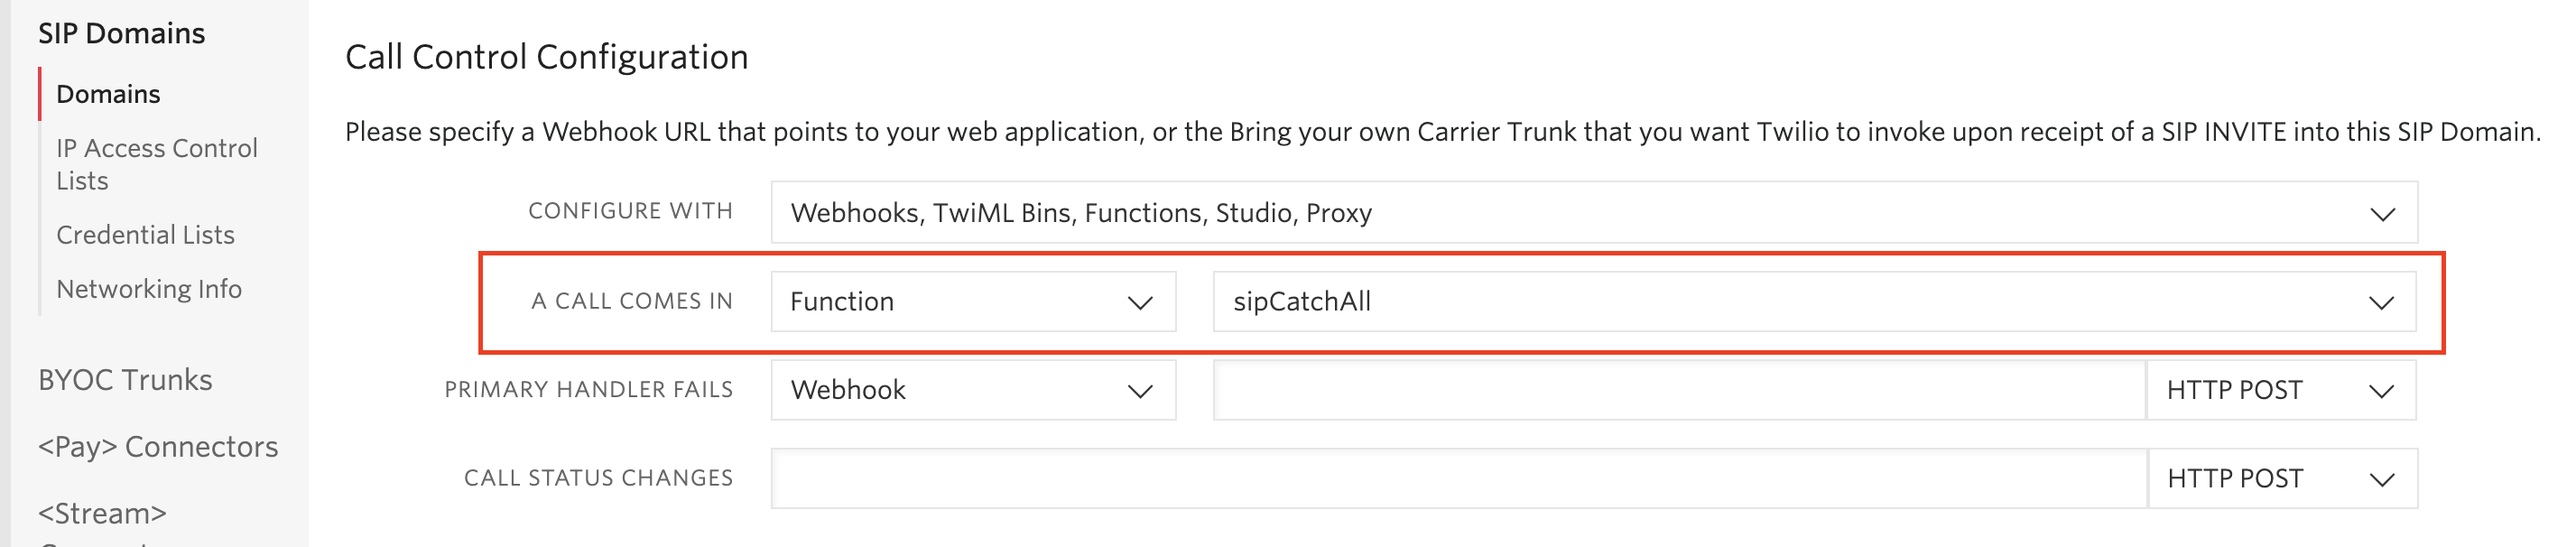 SIP Domains
Domains
IP Access Control
Lists
Credential Lists
Networking Info
BYOC Trunks
<Pay> Connectors
<Stream>
Call Control Configuration
Please specify a Webhook URL that points to your web application, or the Bring your own Carrier Trunk that you want Twilio to invoke upon receipt of a SIP INVITE into this SIP Domain.
CONFIGURE WITH Webhooks, TwiML Bins, Functions, Studio, Proxy
A CALL COMES IN Function sipCatchAll
PRIMARY HANDLER FAILS Webhook HTTP POST
CALL STATUS CHANGES HTTP POST